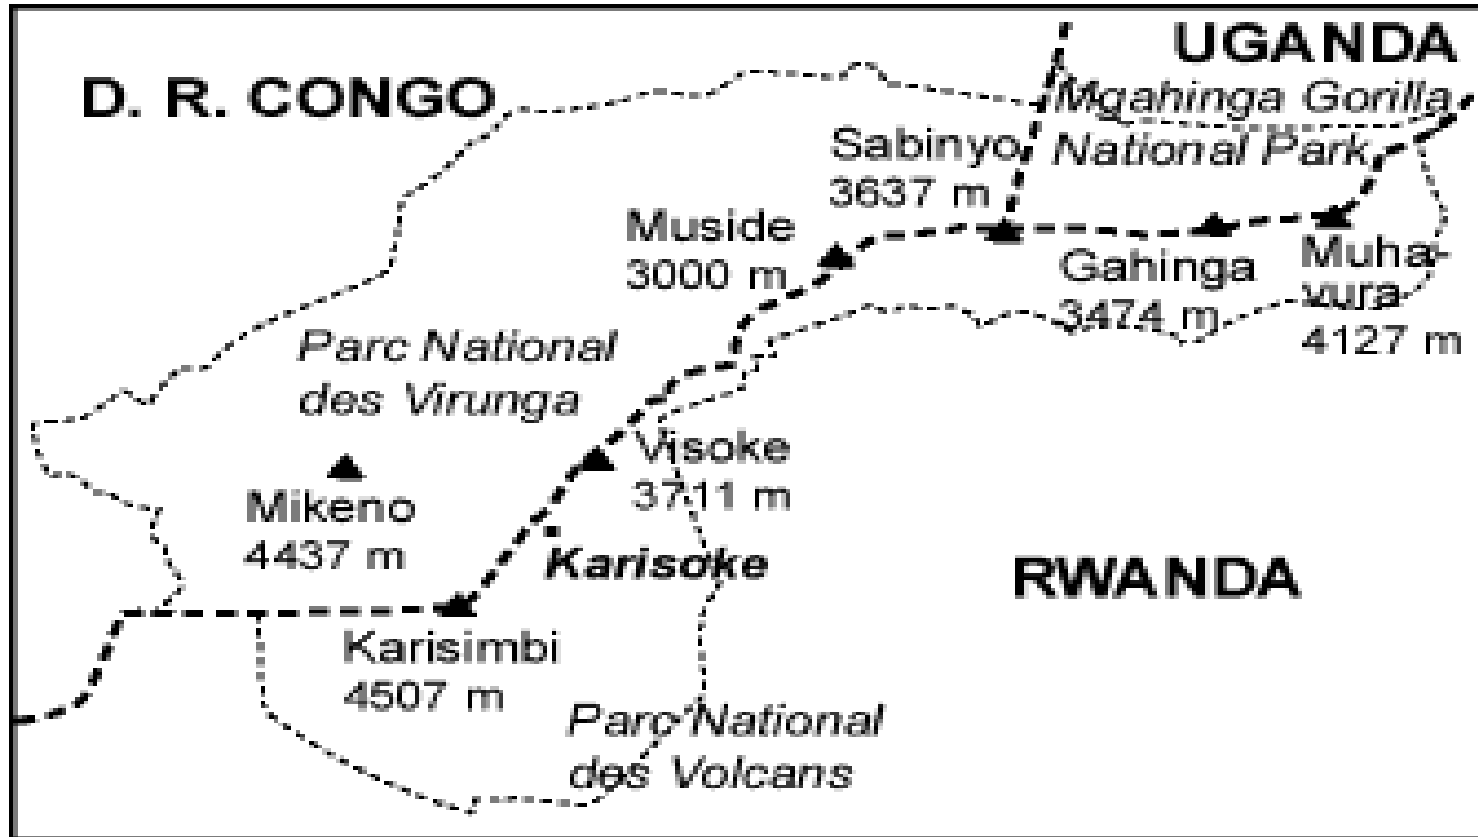 UGANDA
D. R. CONGO
Mgahinga Gorilla
National Park
Sabinyo
3637 m
Muside
3000 m
Gahinga
3474 m
Muha-
vura
4127 m
Parc National
des Virunga
Visoke
3711 m
Mikeno
4437 m
Karisoke
RWANDA
Karisimbi
4507 m
Parc National
des Volcans